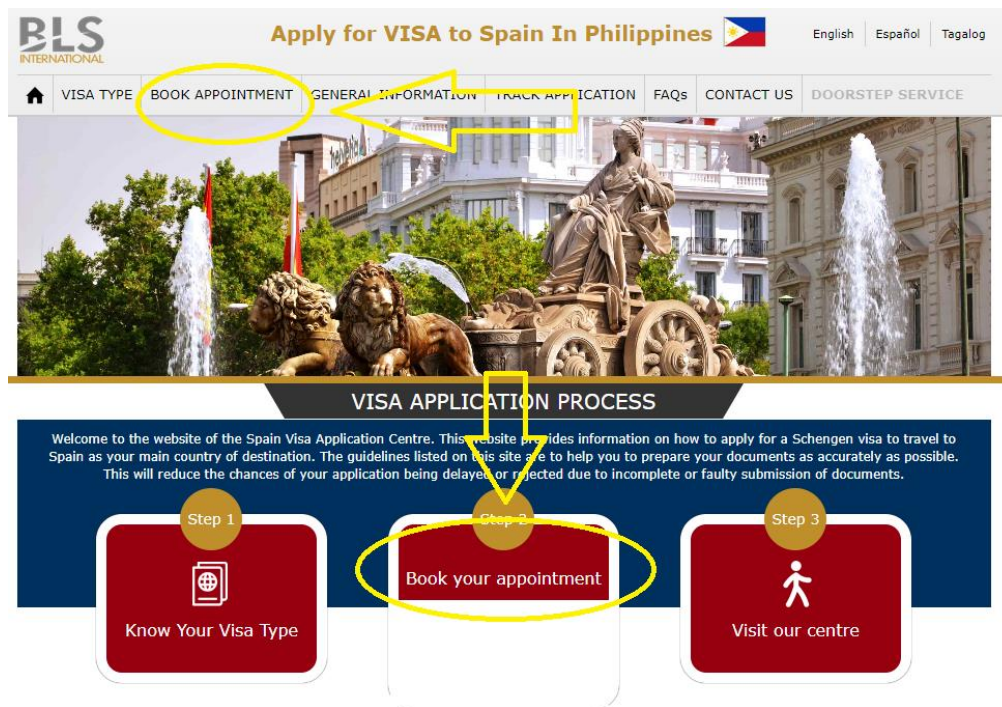 BLS
INTERNATIONAL
Apply for VISA to Spain In Philippines
English Español Tagalog
VISA TYPE BOOK APPOINTMENT GENERAL INFORMATION TRACK APPLICATION FAQs CONTACT US DOORSTEP SERVICE
VISA APPLICATION PROCESS
Welcome to the website of the Spain Visa Application Centre. This website provides information on how to apply for a Schengen visa to travel to
Spain as your main country of destination. The guidelines listed on this site are to help you to prepare your documents as accurately as possible.
This will reduce the chances of your application being delayed or rejected due to incomplete or faulty submission of documents.
Step 1
Know Your Visa Type
Step 2
Book your appointment
Step 3
Visit our centre